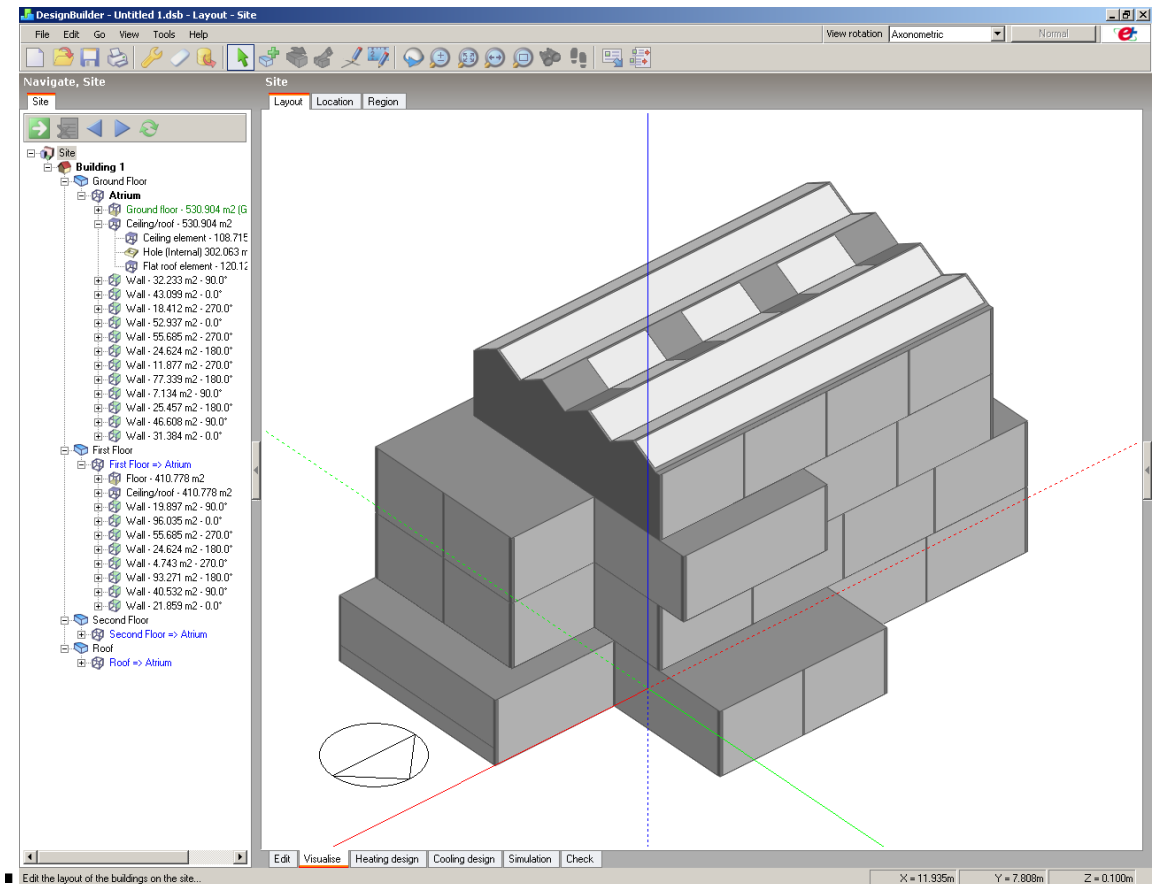 DesignBuilder - Untitled 1.dsb - Layout - Site
File Edit Go View Tools Help
View rotation Axonometric Normal
Navigate, Site
Site
Site
Layout Location Region
Site
Building 1
Ground Floor
Atrium
Ground floor - 530.904 m2 (G
Ceiling/roof - 530.904 m2
Ceiling element - 108.715
Hole (Internal) 302.063 m
Flat roof element - 120.12
Wall - 32.233 m2 - 90.0°
Wall - 43.099 m2 - 0.0°
Wall - 18.412 m2 - 270.0°
Wall - 52.937 m2 - 0.0°
Wall - 55.685 m2 - 270.0°
Wall - 24.624 m2 - 180.0°
Wall - 11.877 m2 - 270.0°
Wall - 77.339 m2 - 180.0°
Wall - 7.134 m2 - 90.0°
Wall - 25.457 m2 - 180.0°
Wall - 46.608 m2 - 90.0°
Wall - 31.384 m2 - 0.0°
First Floor
First Floor => Atrium
Floor - 410.778 m2
Ceiling/roof - 410.778 m2
Wall - 19.897 m2 - 90.0°
Wall - 96.035 m2 - 0.0°
Wall - 55.685 m2 - 270.0°
Wall - 24.624 m2 - 180.0°
Wall - 4.743 m2 - 270.0°
Wall - 93.271 m2 - 180.0°
Wall - 40.532 m2 - 90.0°
Wall - 21.859 m2 - 0.0°
Second Floor
Second Floor => Atrium
Roof
Roof => Atrium
Edit Visualise Heating design Cooling design Simulation Check
Edit the layout of the buildings on the site...
X = 11.935m Y = 7.808m Z = 0.100m